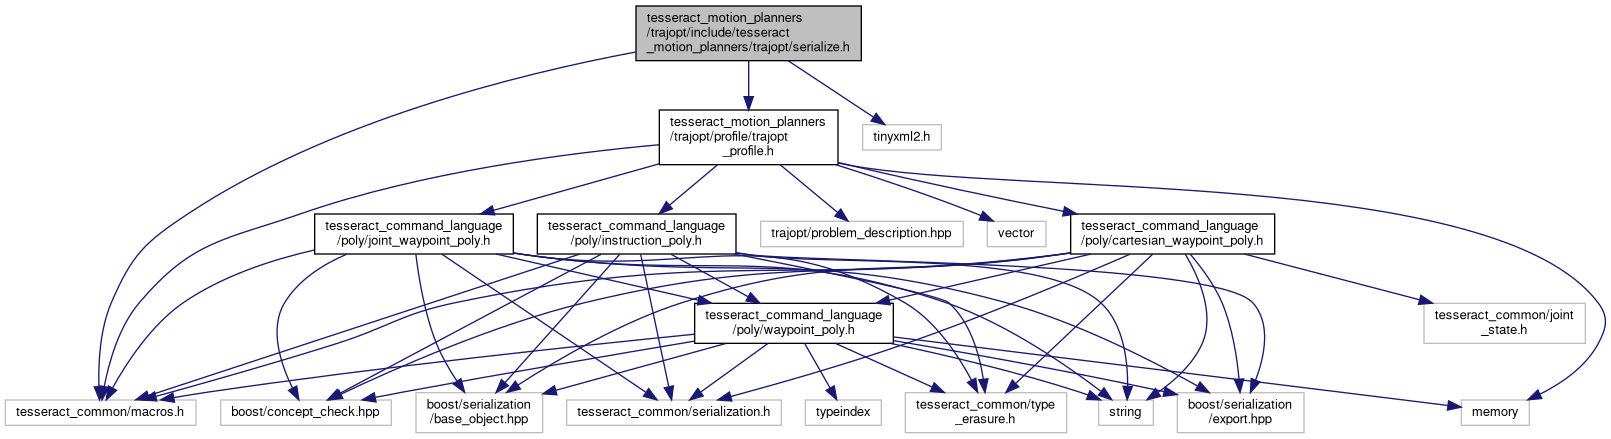 tesseract_motion_planners
/trajopt/include/tesseract
_motion_planners/trajopt/serialize.h
tesseract_motion_planners
/trajopt/profile/trajopt
_profile.h
tinyxml2.h
tesseract_command_language
/poly/joint_waypoint_poly.h
tesseract_command_language
/poly/instruction_poly.h
trajopt/problem_description.hpp
vector
tesseract_command_language
/poly/cartesian_waypoint_poly.h
tesseract_command_language
/poly/waypoint_poly.h
tesseract_common/joint
_state.h
tesseract_common/macros.h
boost/concept_check.hpp
boost/serialization
/base_object.hpp
tesseract_common/serialization.h
typeindex
tesseract_common/type
_erasure.h
string
boost/serialization
/export.hpp
memory